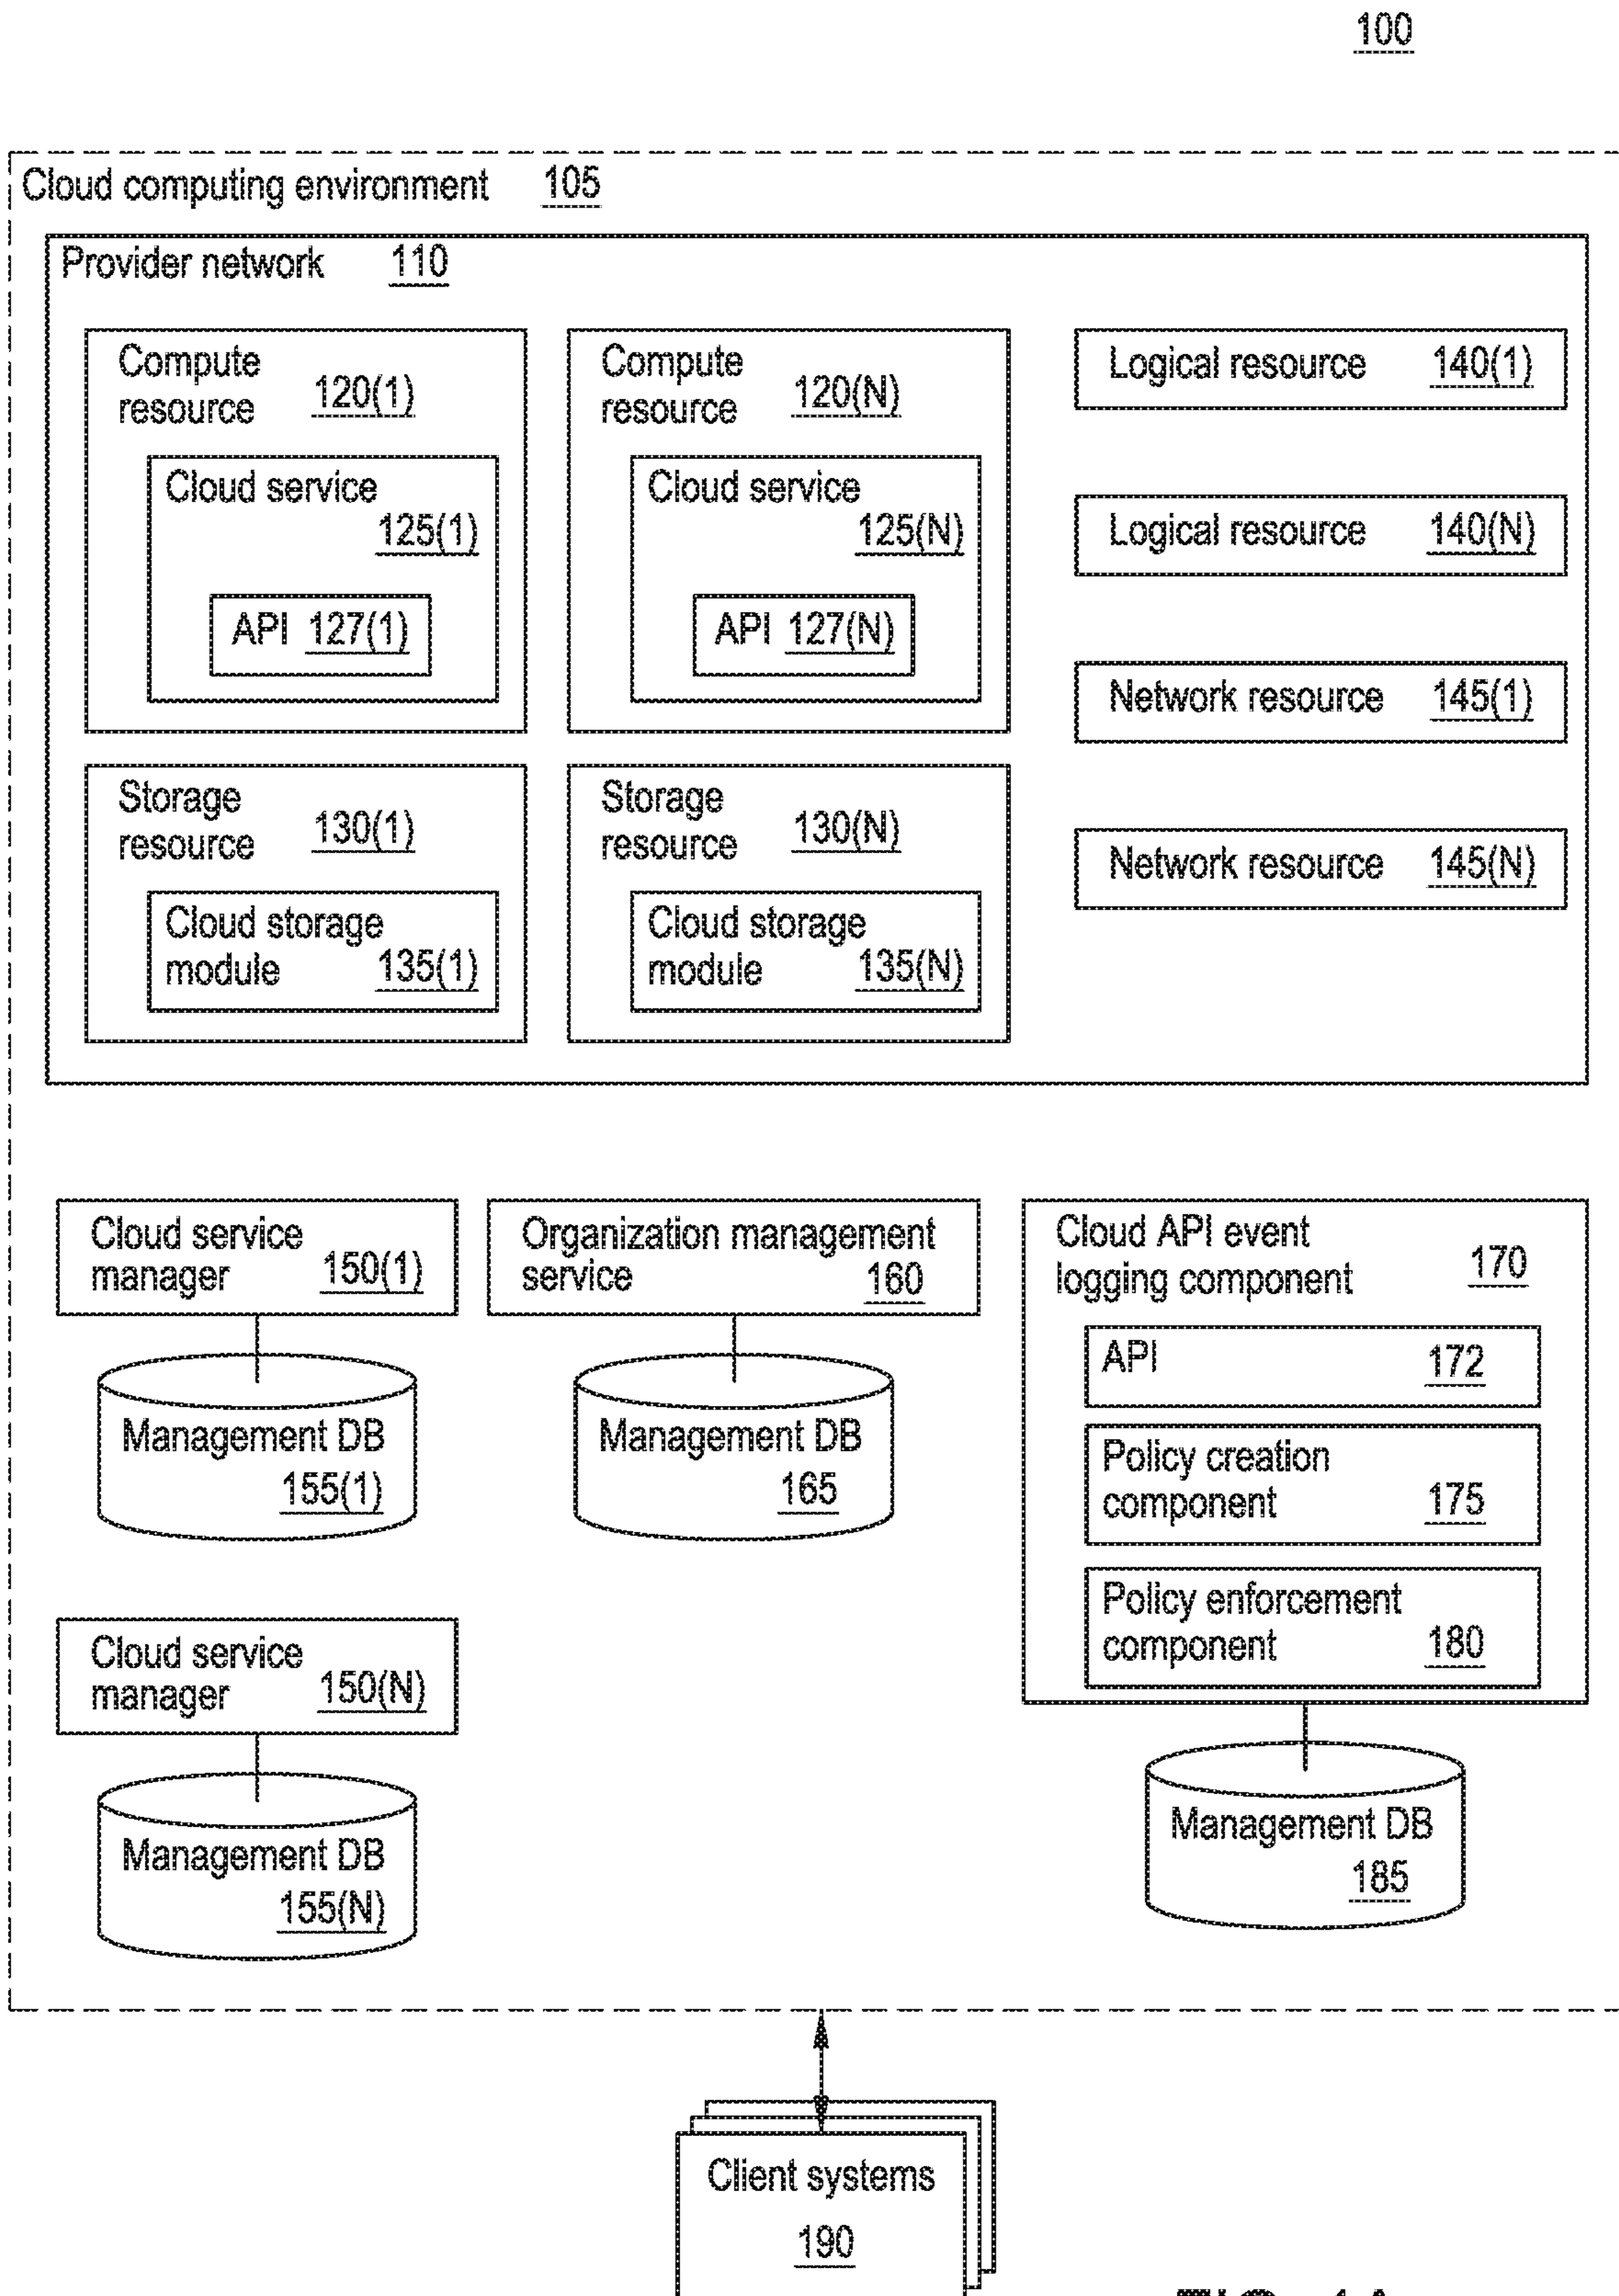 100
Cloud computing environment 105
Provider network 110
Compute
resource 120(1)
Cloud service
125(1)
API 127(1)
Compute
resource 120(N)
Cloud service
125(N)
API 127(N)
Logical resource 140(1)
Logical resource 140(N)
Network resource 145(1)
Network resource 145(N)
Storage
resource 130(1)
Cloud storage
module 135(1)
Storage
resource 130(N)
Cloud storage
module 135(N)
Cloud service
manager 150(1)
Management DB
155(1)
Organization management
service 160
Management DB
165
Cloud API event
logging component 170
API 172
Policy creation
component 175
Policy enforcement
component 180
Management DB
185
Cloud service
manager 150(N)
Management DB
155(N)
Client systems
190